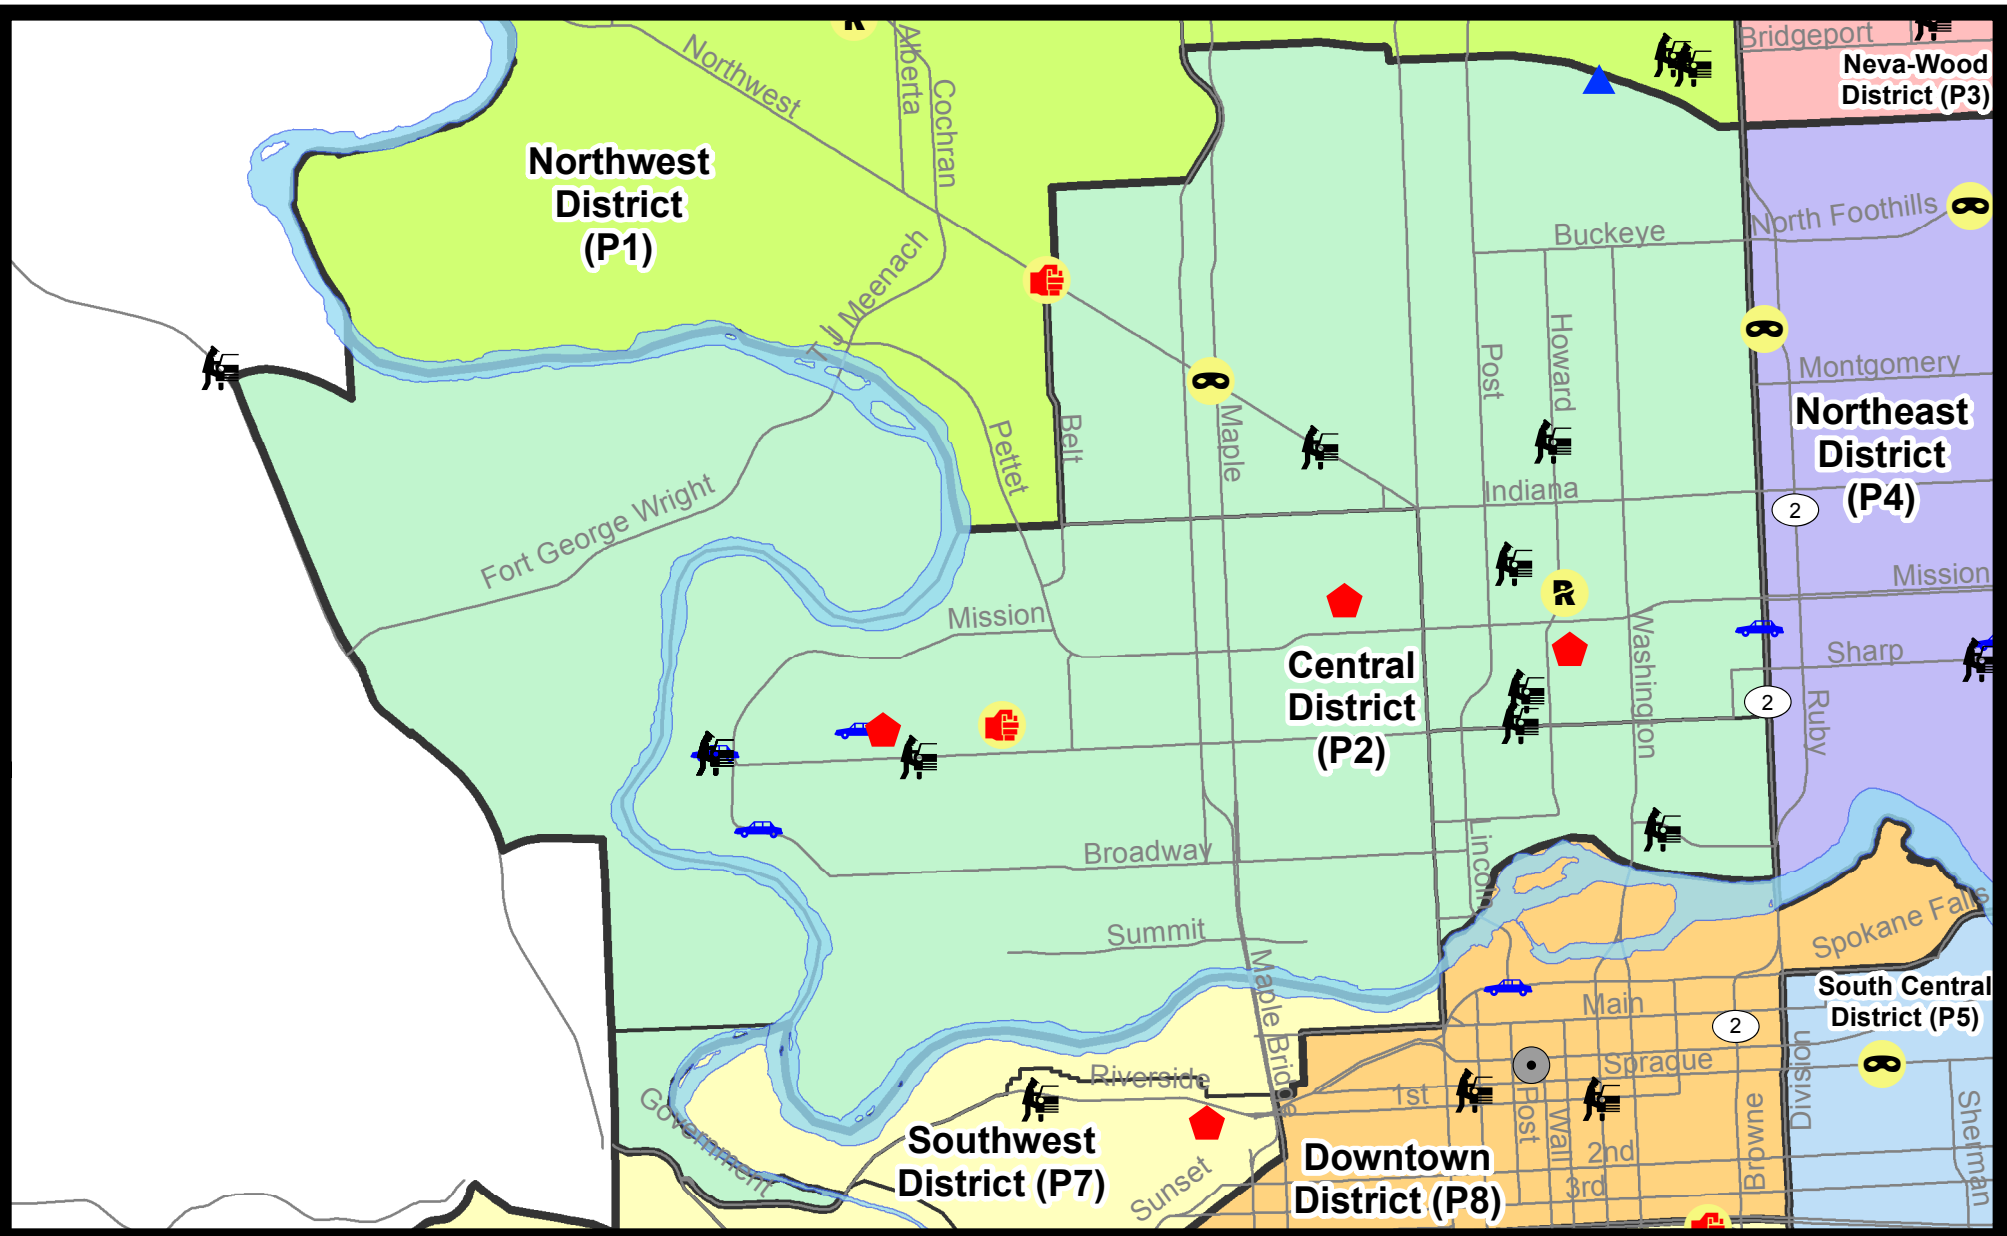 Bridgeport
Neva-Wood
District (P3)
Northwest
Alberta
Cochran
Northwest
District
(P1)
North Foothills
Buckeye
T J Meenach
Howard
Post
Montgomery
Northeast
District
(P4)
Maple
Belt
Pettet
Indiana
2
Fort George Wright
Mission
Mission
Washington
Sharp
Central
District
(P2)
2
Ruby
Broadway
Lincoln
Summit
Spokane Falls
Maple Bridge
South Central
District (P5)
Main
2
Division
Sprague
Riverside
1st
Post
Wall
Browne
Sherman
Government
Southwest
District (P7)
Sunset
Downtown
District (P8)
2nd
3rd
R
R